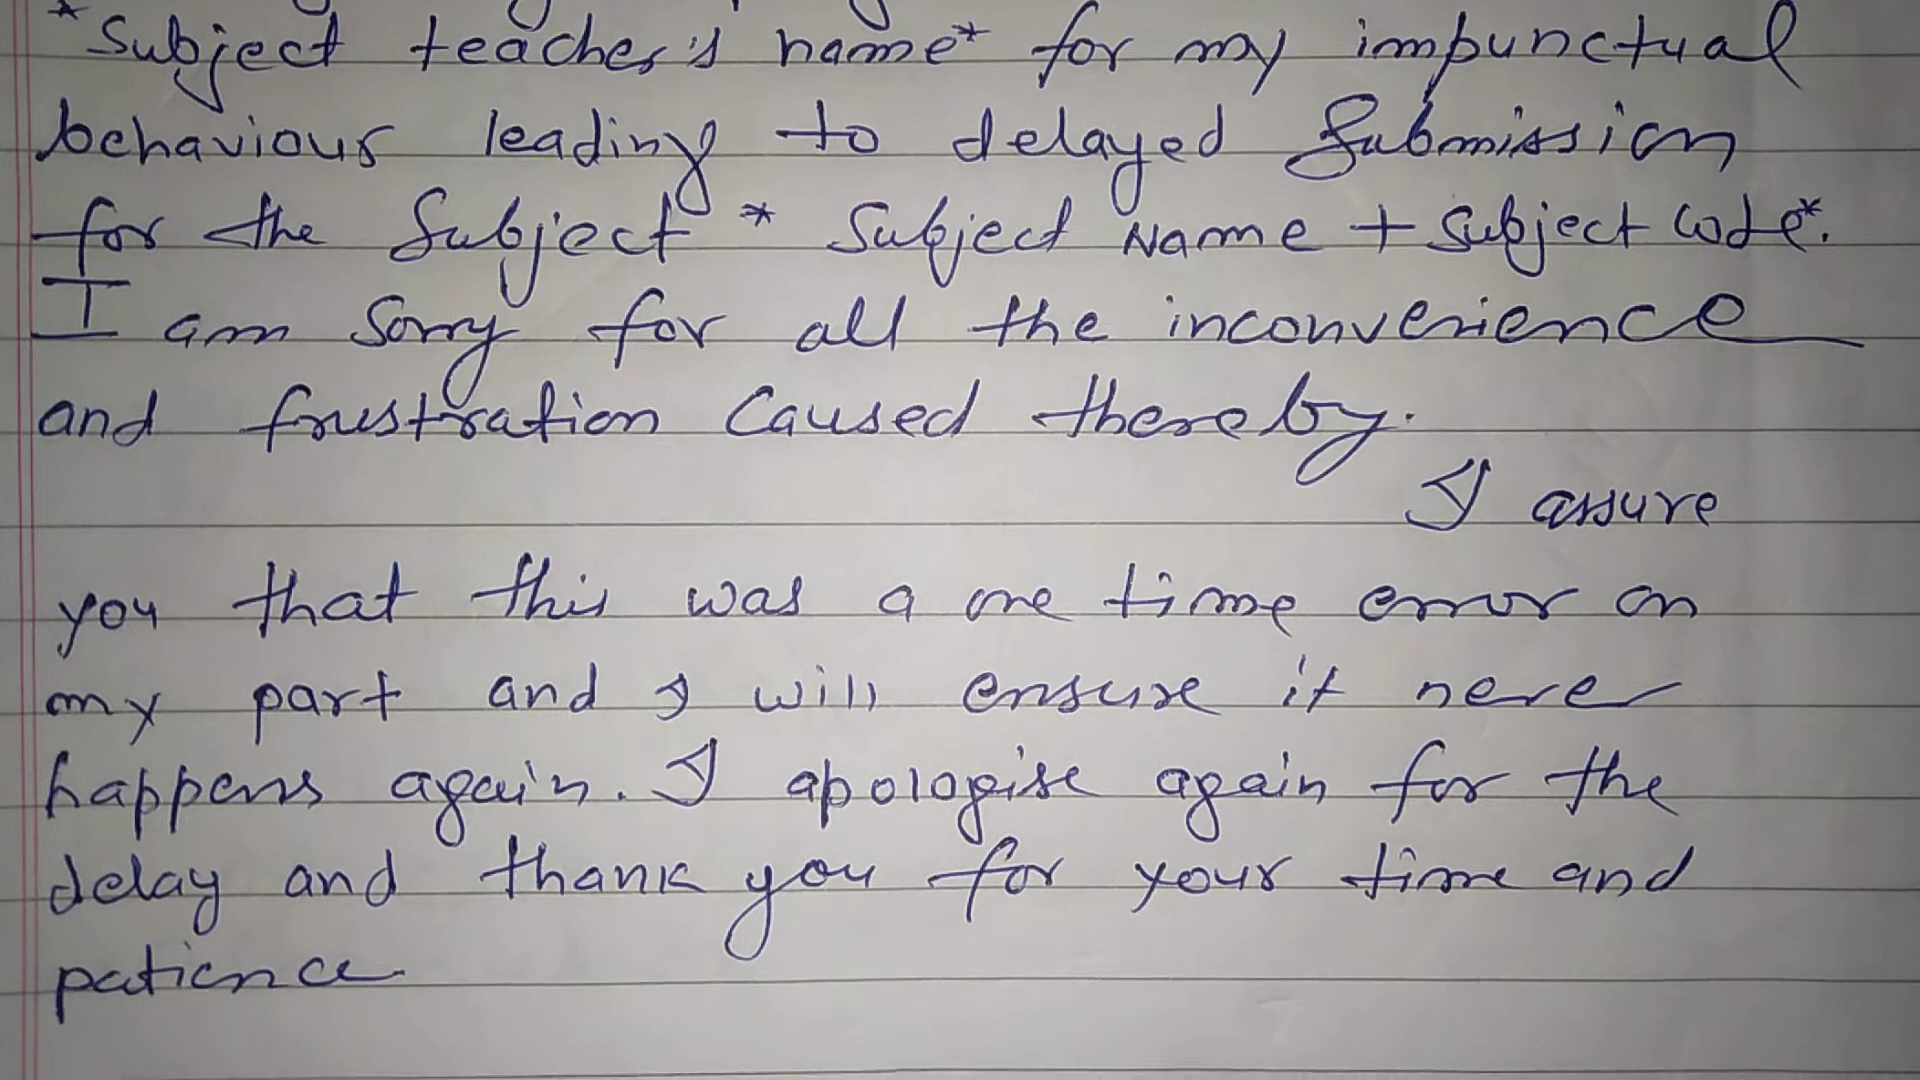 *Subject teacher's name* for my impunctual
behaviour leading to delayed Submission
for the Subject * Subject Name + Subject code*.
I am Sorry for all the inconvenience
and frustration Caused thereby.
I assure
you that this was a one time error on
my part and I will ensure it never
happens again. I apologise again for the
delay and thank you for your time and
patience